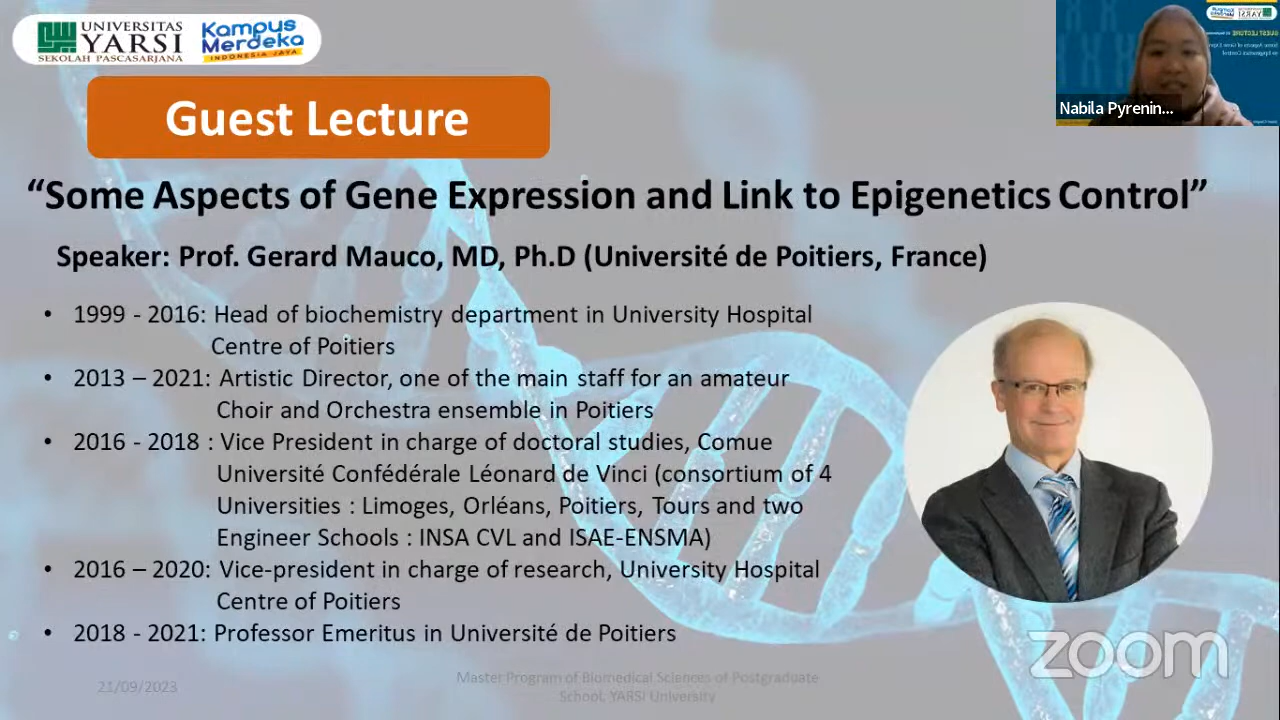 UNIVERSITAS
YARSI
SEKOLAH PASCASARJANA
Kampus
Merdeka
INDONESIA JAYA
Nabila Pyrenin...
Guest Lecture
“Some Aspects of Gene Expression and Link to Epigenetics Control”
Speaker: Prof. Gerard Mauco, MD, Ph.D (Université de Poitiers, France)
• 1999 - 2016: Head of biochemistry department in University Hospital
Centre of Poitiers
• 2013 – 2021: Artistic Director, one of the main staff for an amateur
Choir and Orchestra ensemble in Poitiers
• 2016 - 2018 : Vice President in charge of doctoral studies, Comue
Université Confédérale Léonard de Vinci (consortium of 4
Universities : Limoges, Orléans, Poitiers, Tours and two
Engineer Schools : INSA CVL and ISAE-ENSMA)
• 2016 – 2020: Vice-president in charge of research, University Hospital
Centre of Poitiers
• 2018 - 2021: Professor Emeritus in Université de Poitiers
zoom
21/09/2023
Master Program of Biomedical Sciences of Postgraduate
School, YARSI University